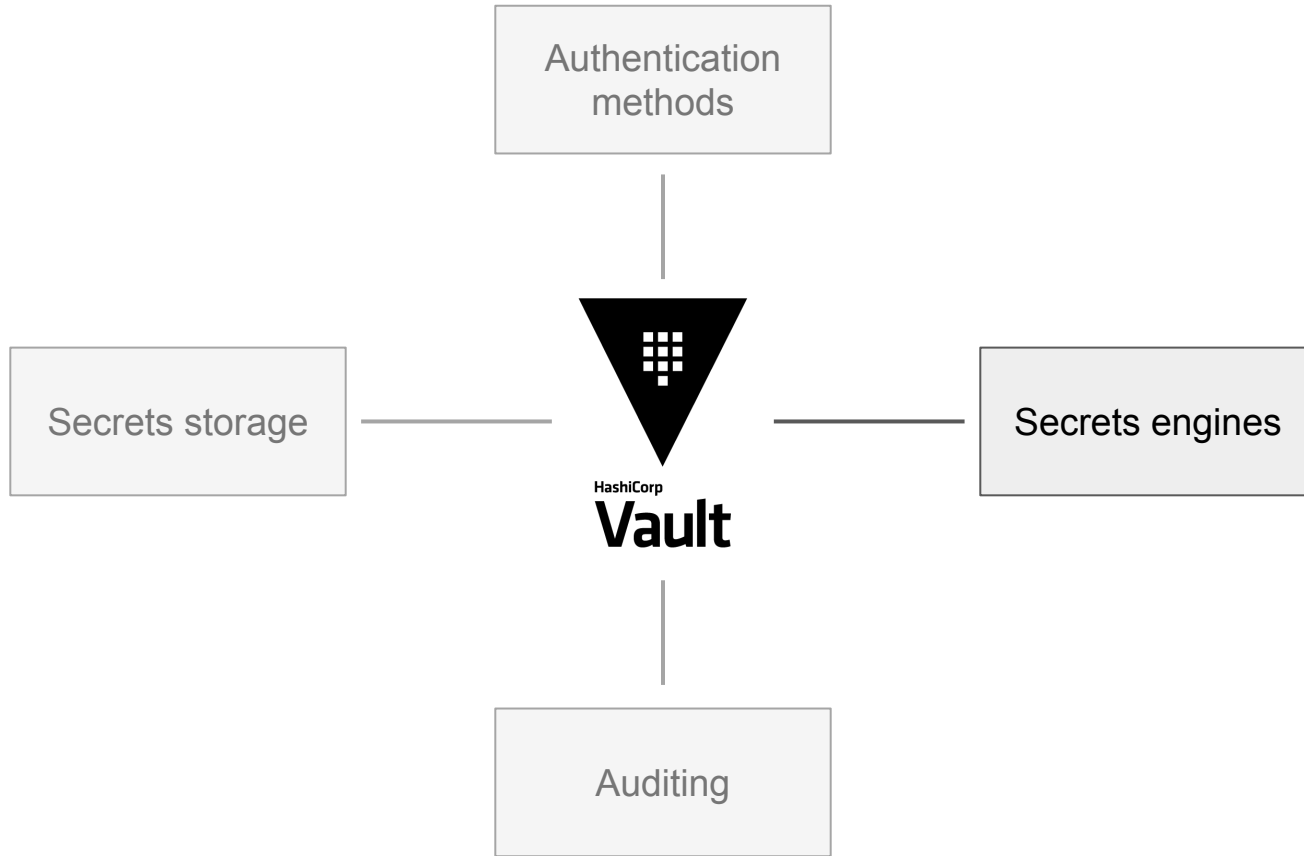 Authentication
methods
Secrets storage
HashiCorp
Vault
Secrets engines
Auditing